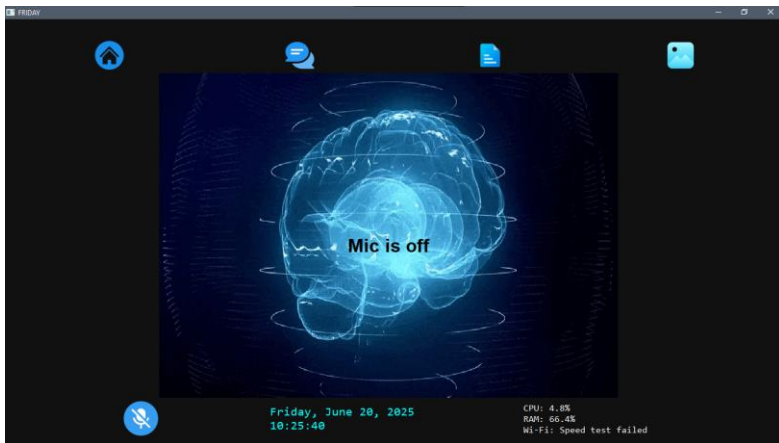 FRIDAY
Mic is off
Friday, June 20, 2025
10:25:40
CPU: 4.8%
RAM: 66.4%
Wi-Fi: Speed test failed